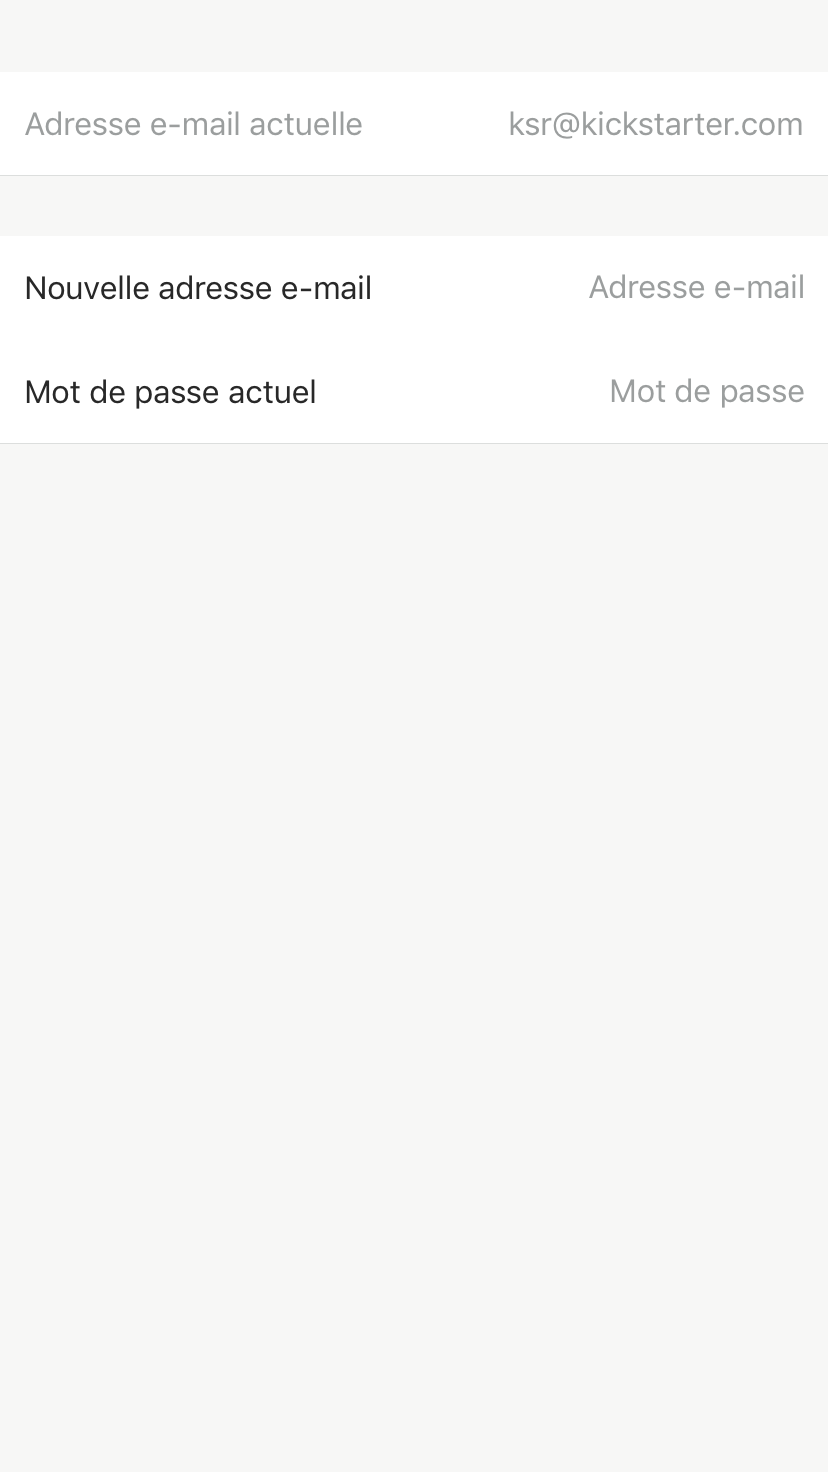 Adresse e-mail actuelle ksr@kickstarter.com
Nouvelle adresse e-mail Adresse e-mail
Mot de passe actuel Mot de passe